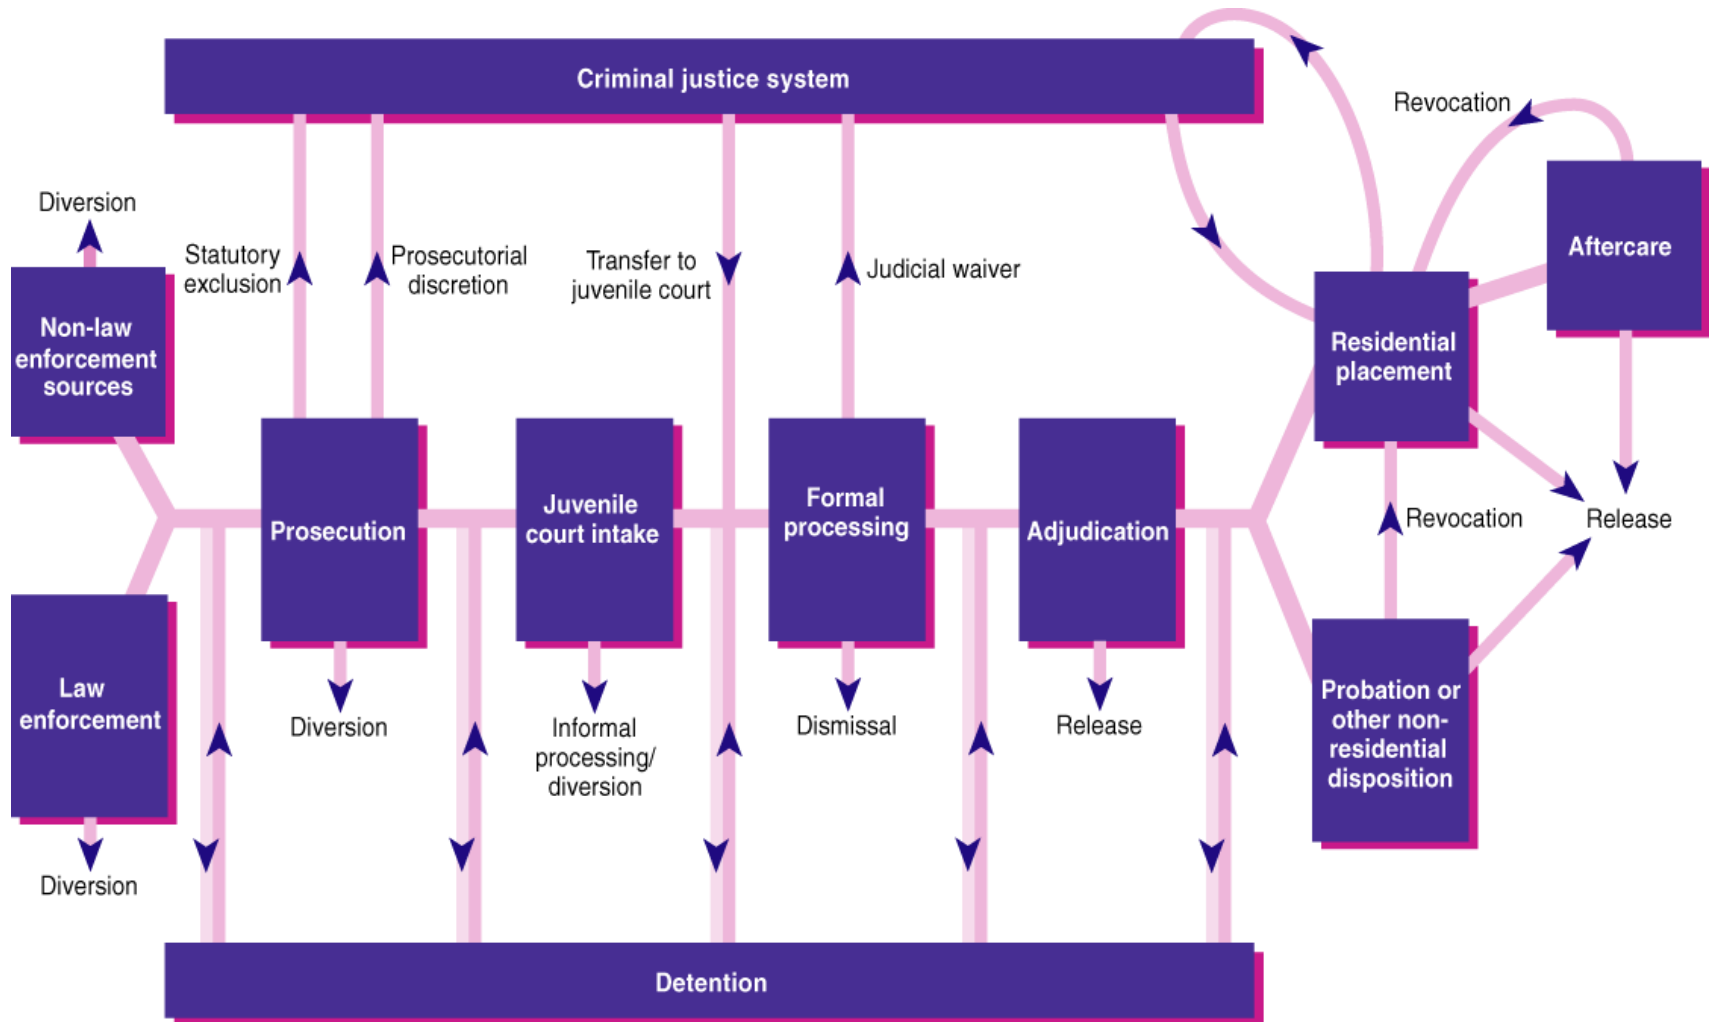 Criminal justice system
Revocation
Diversion
Aftercare
Statutory
exclusion
Prosecutorial
discretion
Transfer to
juvenile court
Judicial waiver
Non-law
enforcement
sources
Residential
placement
Prosecution
Juvenile
court intake
Formal
processing
Adjudication
Revocation
Release
Law
enforcement
Probation or
other non-
residential
disposition
Diversion
Informal
processing/
diversion
Dismissal
Release
Diversion
Detention